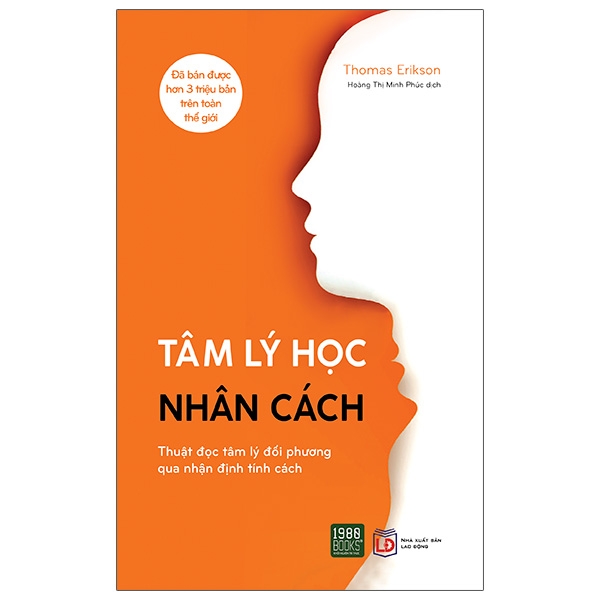 Đã bán được
hơn 3 triệu bản
trên toàn
thế giới
Thomas Erikson
Hoàng Thị Minh Phúc dịch
TÂM LÝ HỌC
NHÂN CÁCH
Thuật đọc tâm lý đối phương
qua nhận định tính cách
1980
BOOKS
NHÀ XUẤT BẢN
LAO ĐỘNG